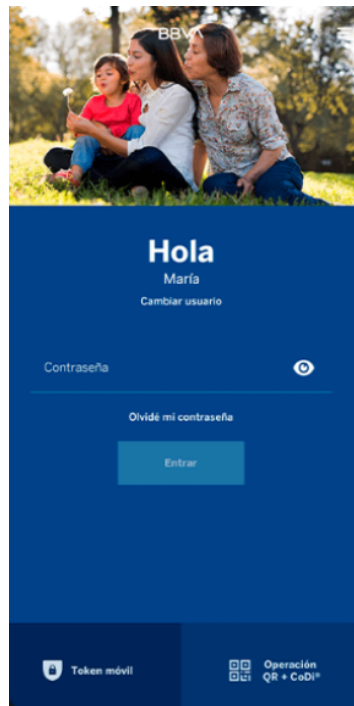 BBVA
Hola
María
Cambiar usuario
Contraseña
Olvidé mi contraseña
Entrar
Token móvil
Operación
QR + CoDi®